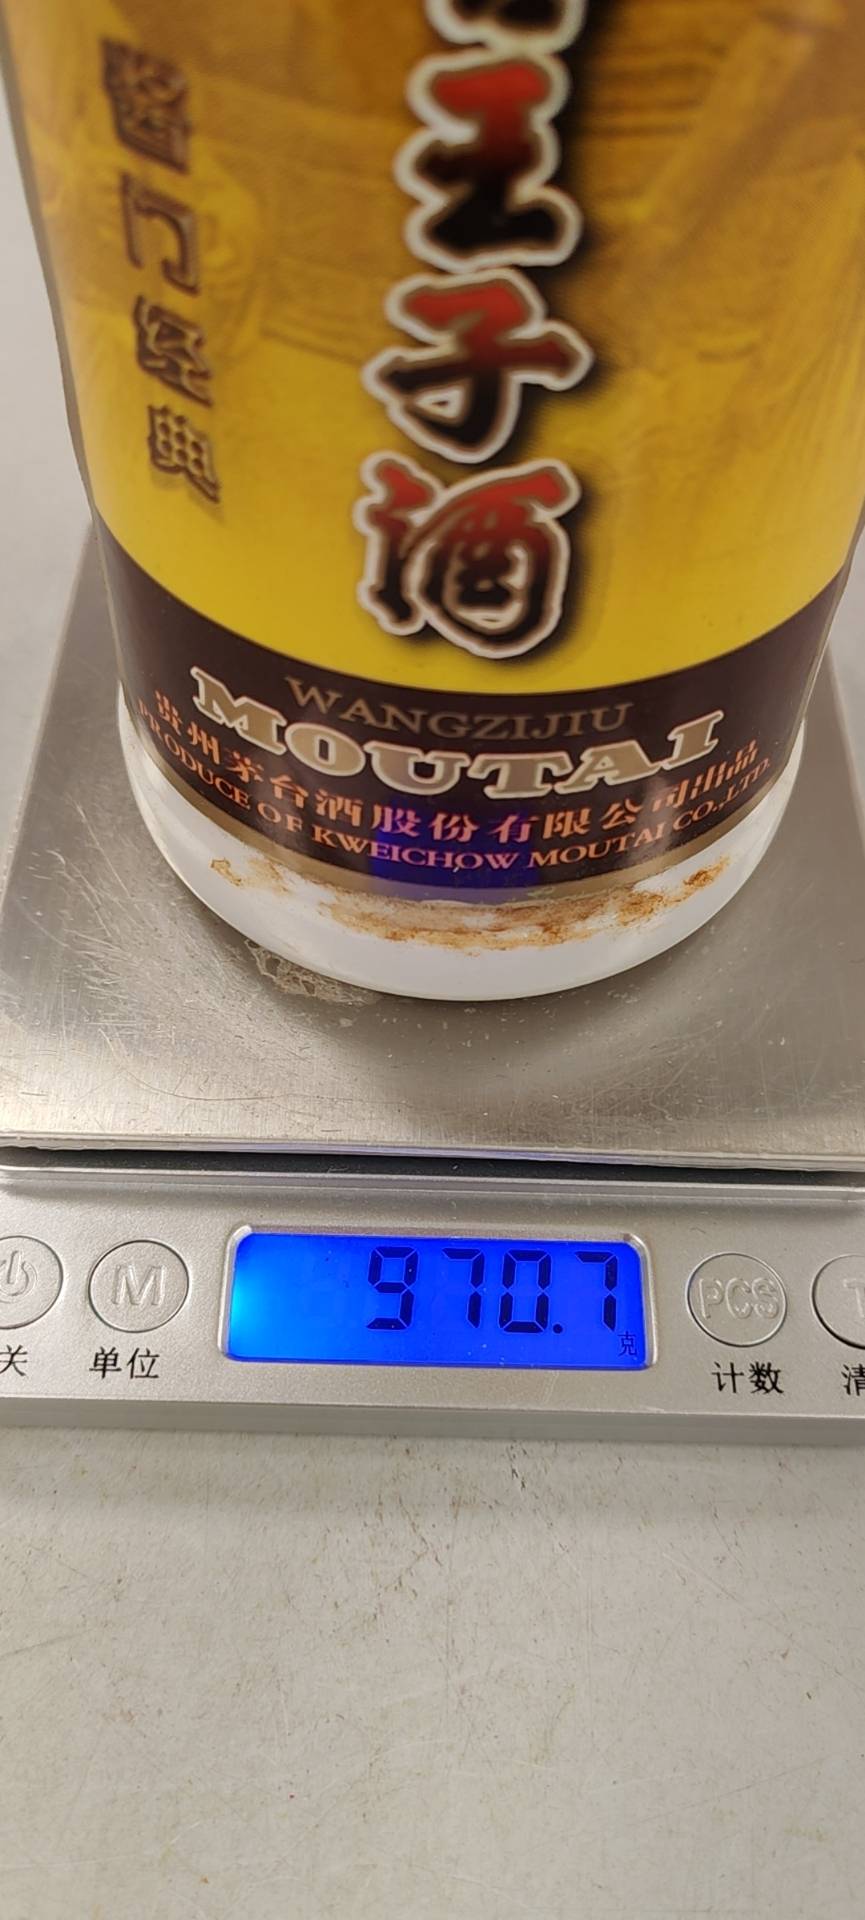 王子酒
酱门经典
WANGZIJIU
MOUTAI
贵州茅台酒股份有限公司出品
PRODUCE OF KWEICHOW MOUTAI CO.,LTD.
970.7
克
M
PCS
关
单位
计数
清